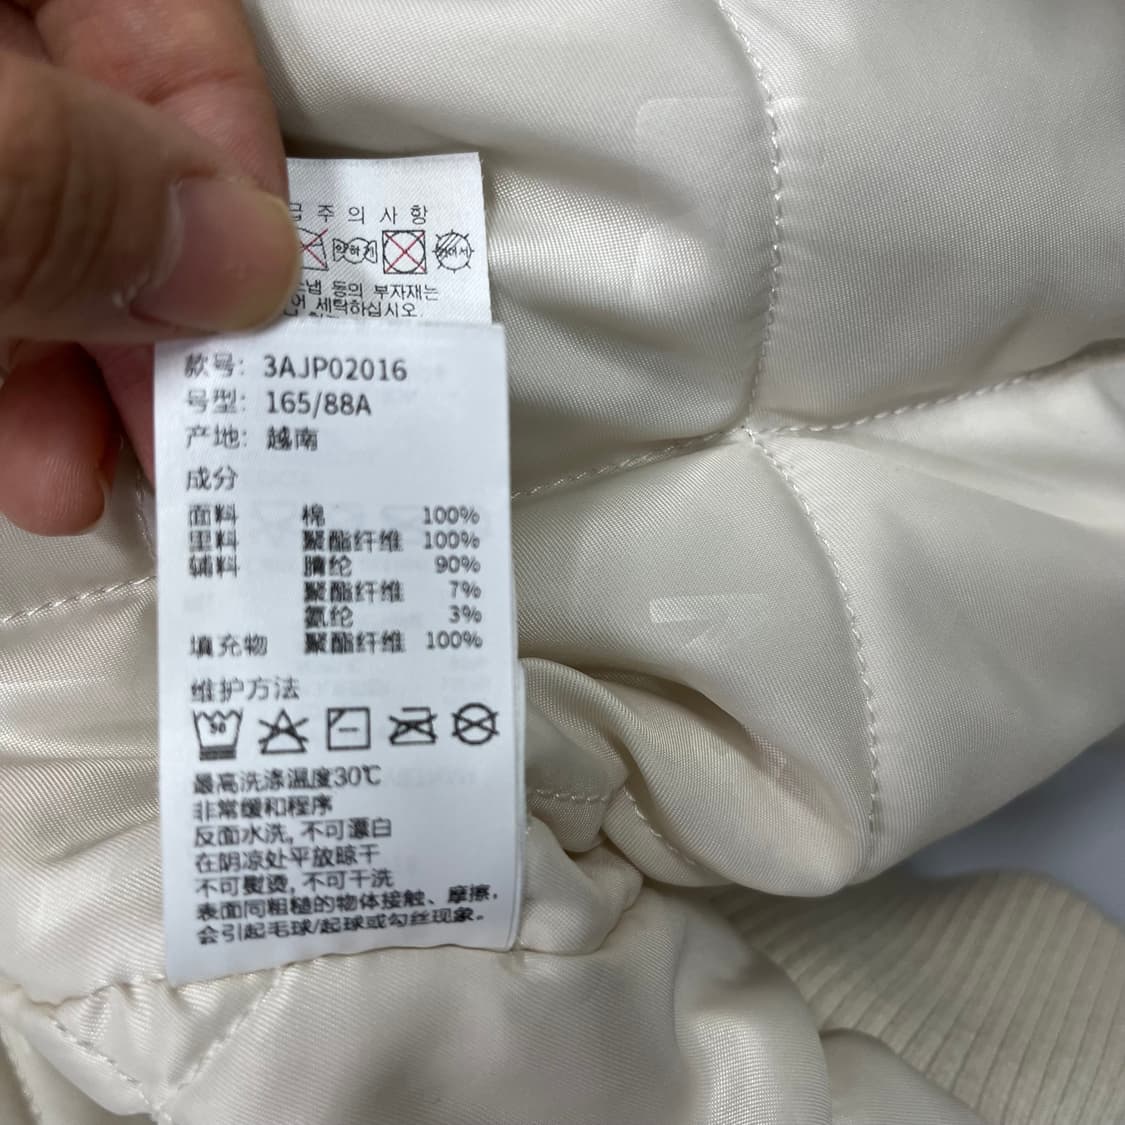 주의사항
약하게
동의 부자재는
세탁하십시오.
款号: 3AJP02016
号型: 165/88A
产地: 越南
成分
面料 棉 100%
里料 聚酯纤维 100%
辅料 腈纶 90%
聚酯纤维 7%
氨纶 3%
填充物 聚酯纤维 100%
维护方法
最高洗涤温度30℃
非常缓和程序
反面水洗, 不可漂白
在阴凉处平放晾干
不可熨烫, 不可干洗
表面同粗糙的物体接触、摩擦,
会引起毛球/起球或勾丝现象。